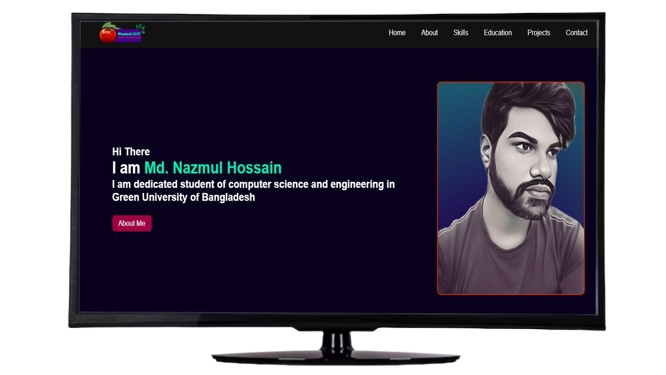 Home About Skills Education Projects Contact
Hi There
I am Md. Nazmul Hossain
I am dedicated student of computer science and engineering in
Green University of Bangladesh
About Me